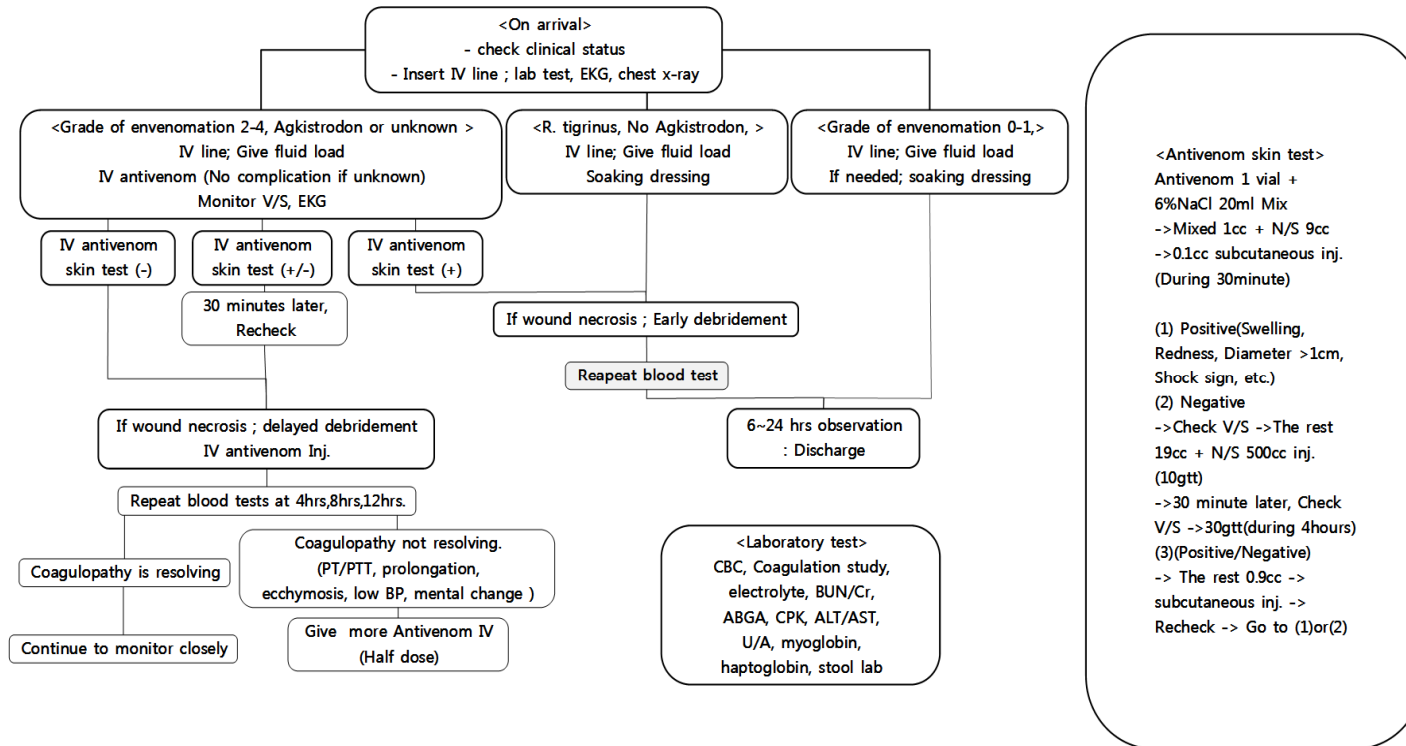 <On arrival>
- check clinical status
- Insert IV line ; lab test, EKG, chest x-ray
<Grade of envenomation 2-4, Agkistrodon or unknown >
IV line; Give fluid load
IV antivenom (No complication if unknown)
Monitor V/S, EKG
<R. tigrinus, No Agkistrodon, >
IV line; Give fluid load
Soaking dressing
<Grade of envenomation 0-1,>
IV line; Give fluid load
If needed; soaking dressing
IV antivenom
skin test (-)
IV antivenom
skin test (+/-)
IV antivenom
skin test (+)
30 minutes later,
Recheck
If wound necrosis ; Early debridement
Reapeat blood test
If wound necrosis ; delayed debridement
IV antivenom Inj.
6~24 hrs observation
: Discharge
Repeat blood tests at 4hrs,8hrs,12hrs.
Coagulopathy is resolving
Coagulopathy not resolving.
(PT/PTT, prolongation,
ecchymosis, low BP, mental change )
Continue to monitor closely
Give more Antivenom IV
(Half dose)
<Laboratory test>
CBC, Coagulation study,
electrolyte, BUN/Cr,
ABGA, CPK, ALT/AST,
U/A, myoglobin,
haptoglobin, stool lab
<Antivenom skin test>
Antivenom 1 vial +
6%NaCl 20ml Mix
->Mixed 1cc + N/S 9cc
->0.1cc subcutaneous inj.
(During 30minute)
(1) Positive(Swelling,
Redness, Diameter >1cm,
Shock sign, etc.)
(2) Negative
->Check V/S ->The rest
19cc + N/S 500cc inj.
(10gtt)
->30 minute later, Check
V/S ->30gtt(during 4hours)
(3)(Positive/Negative)
-> The rest 0.9cc ->
subcutaneous inj. ->
Recheck -> Go to (1)or(2)